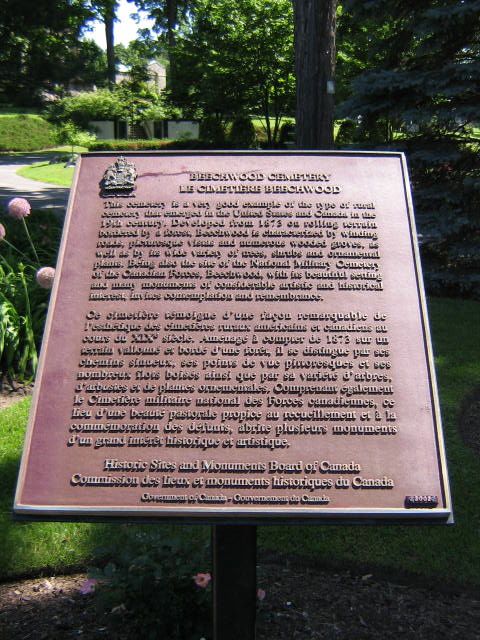 BEECHWOOD CEMETERY
LE CIMETIÈRE BEECHWOOD
This cemetery is a very good example of the type of rural
cemetery that emerged in the United States and Canada in the
19th century. Developed from 1873 on rolling terrain
bordered by a forest, Beechwood is characterized by winding
roads, picturesque vistas and numerous wooded groves, as
well as by its wide variety of trees, shrubs and ornamental
plants. Being also the site of the National Military Cemetery
of the Canadian Forces, Beechwood, with its beautiful setting
and many monuments of considerable artistic and historical
interest, invites contemplation and remembrance.
Ce cimetière témoigne d'une façon remarquable de
l'esthétique des cimetières ruraux américains et canadiens au
cours du XIXe siècle. Aménagé à compter de 1873 sur un
terrain vallonné et bordé d'une forêt, il se distingue par ses
chemins sinueux, ses points de vue pittoresques et ses
nombreux îlots boisés ainsi que par sa variété d'arbres,
d'arbustes et de plantes ornementales. Comprenant également
le Cimetière militaire national des Forces canadiennes, ce
lieu d'une beauté pastorale propice au recueillement et à la
commémoration des défunts, abrite plusieurs monuments
d'un grand intérêt historique et artistique.
Historic Sites and Monuments Board of Canada
Commission des lieux et monuments historiques du Canada
Government of Canada - Gouvernement du Canada